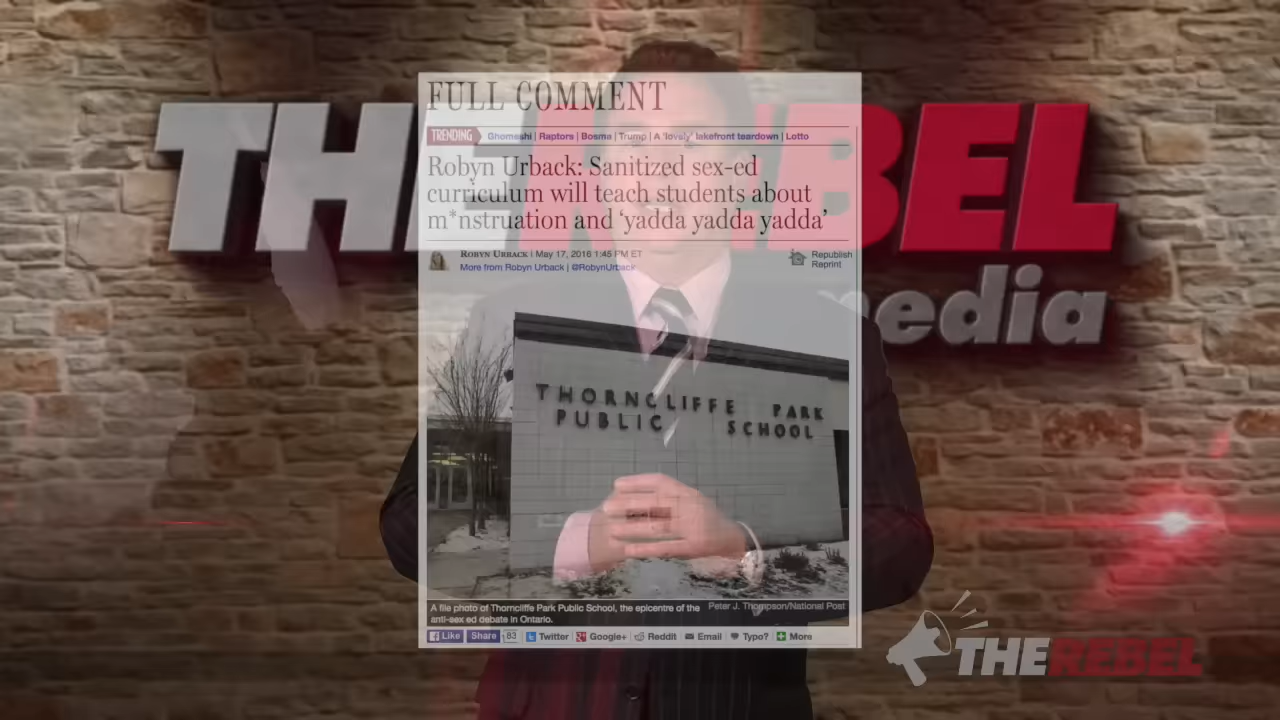 THE REBEL
media
FULL COMMENT
TRENDING Ghomeshi | Raptors | Bosma | Trump | A 'lovely' lakefront teardown | Lotto
Robyn Urback: Sanitized sex-ed
curriculum will teach students about
m*nstruation and 'yadda yadda yadda'
ROBYN URBACK | May 17, 2016 1:45 PM ET
More from Robyn Urback | @RobynUrback
Republish
Reprint
THORNCLIFFE PARK
PUBLIC SCHOOL
A file photo of Thorncliffe Park Public School, the epicentre of the
anti-sex ed debate in Ontario.
Peter J. Thompson/National Post
Like Share 83 Twitter Google+ Reddit Email Typo? More
THEREBEL